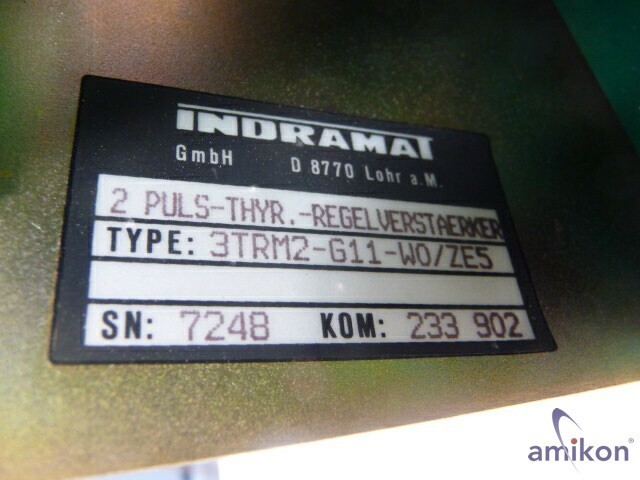 INDRAMAT
GmbH D 8770 Lohr a.M.
2 PULS-THYR.-REGELVERSTAERKER
TYPE: 3TRM2-G11-W0/ZE5
SN: 7248 KOM: 233 902
amikon®